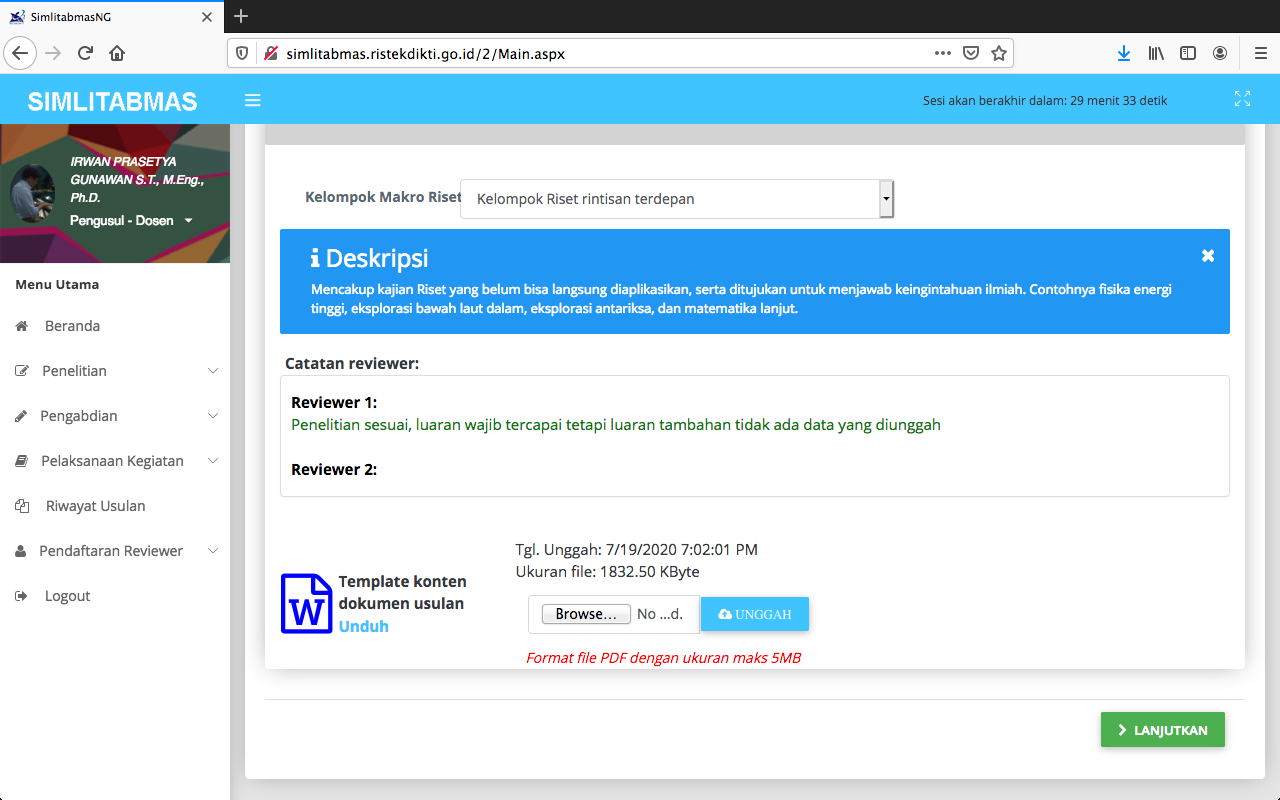 SimlitabmasNG
simlitabmas.ristekdikti.go.id/2/Main.aspx
SIMLITABMAS
Sesi akan berakhir dalam: 29 menit 33 detik
IRWAN PRASETYA
GUNAWAN S.T., M.Eng.,
Ph.D.
Pengusul - Dosen
Menu Utama
Beranda
Penelitian
Pengabdian
Pelaksanaan Kegiatan
Riwayat Usulan
Pendaftaran Reviewer
Logout
Kelompok Makro Riset
Kelompok Riset rintisan terdepan
Deskripsi
Mencakup kajian Riset yang belum bisa langsung diaplikasikan, serta ditujukan untuk menjawab keingintahuan ilmiah. Contohnya fisika energi
tinggi, eksplorasi bawah laut dalam, eksplorasi antariksa, dan matematika lanjut.
Catatan reviewer:
Reviewer 1:
Penelitian sesuai, luaran wajib tercapai tetapi luaran tambahan tidak ada data yang diunggah
Reviewer 2:
Tgl. Unggah: 7/19/2020 7:02:01 PM
Ukuran file: 1832.50 KByte
W
Template konten
dokumen usulan
Unduh
Browse... No ...d.
UNGGAH
Format file PDF dengan ukuran maks 5MB
LANJUTKAN